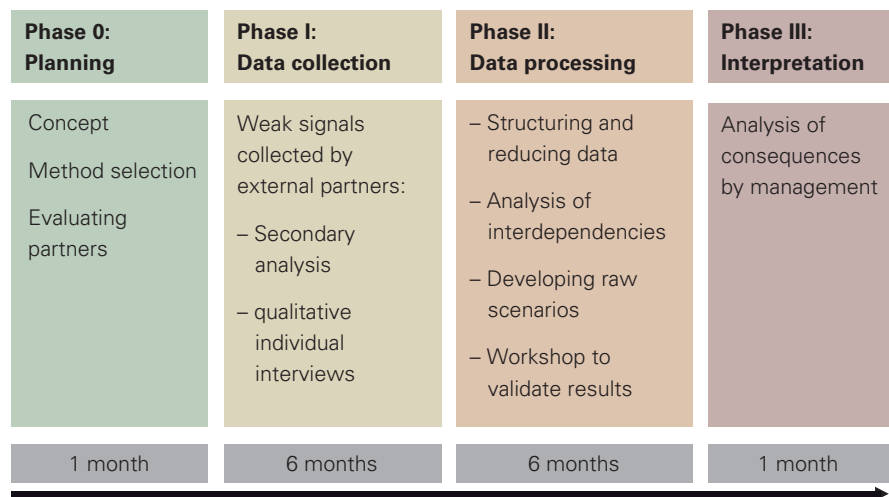 Phase 0:
Planning
Concept
Method selection
Evaluating
partners
1 month
Phase I:
Data collection
Weak signals
collected by
external partners:
– Secondary
analysis
– qualitative
individual
interviews
6 months
Phase II:
Data processing
– Structuring and
reducing data
– Analysis of
interdependencies
– Developing raw
scenarios
– Workshop to
validate results
6 months
Phase III:
Interpretation
Analysis of
consequences
by management
1 month